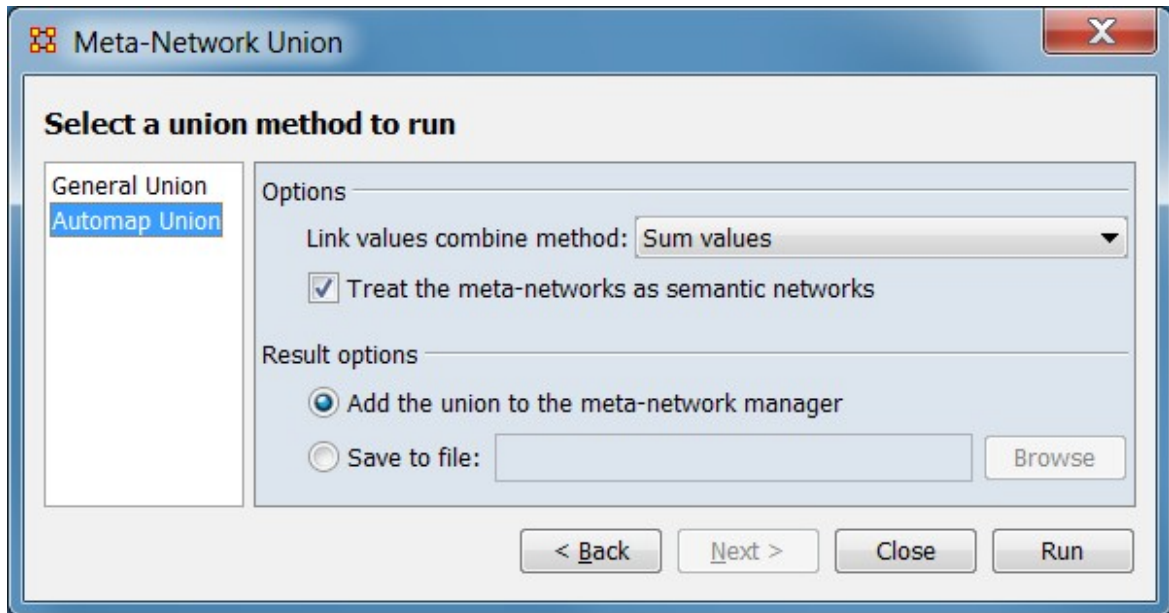 Meta-Network Union
Select a union method to run
General Union
Automap Union
Options
Link values combine method: Sum values
Treat the meta-networks as semantic networks
Result options
Add the union to the meta-network manager
Save to file: Browse
< Back Next > Close Run